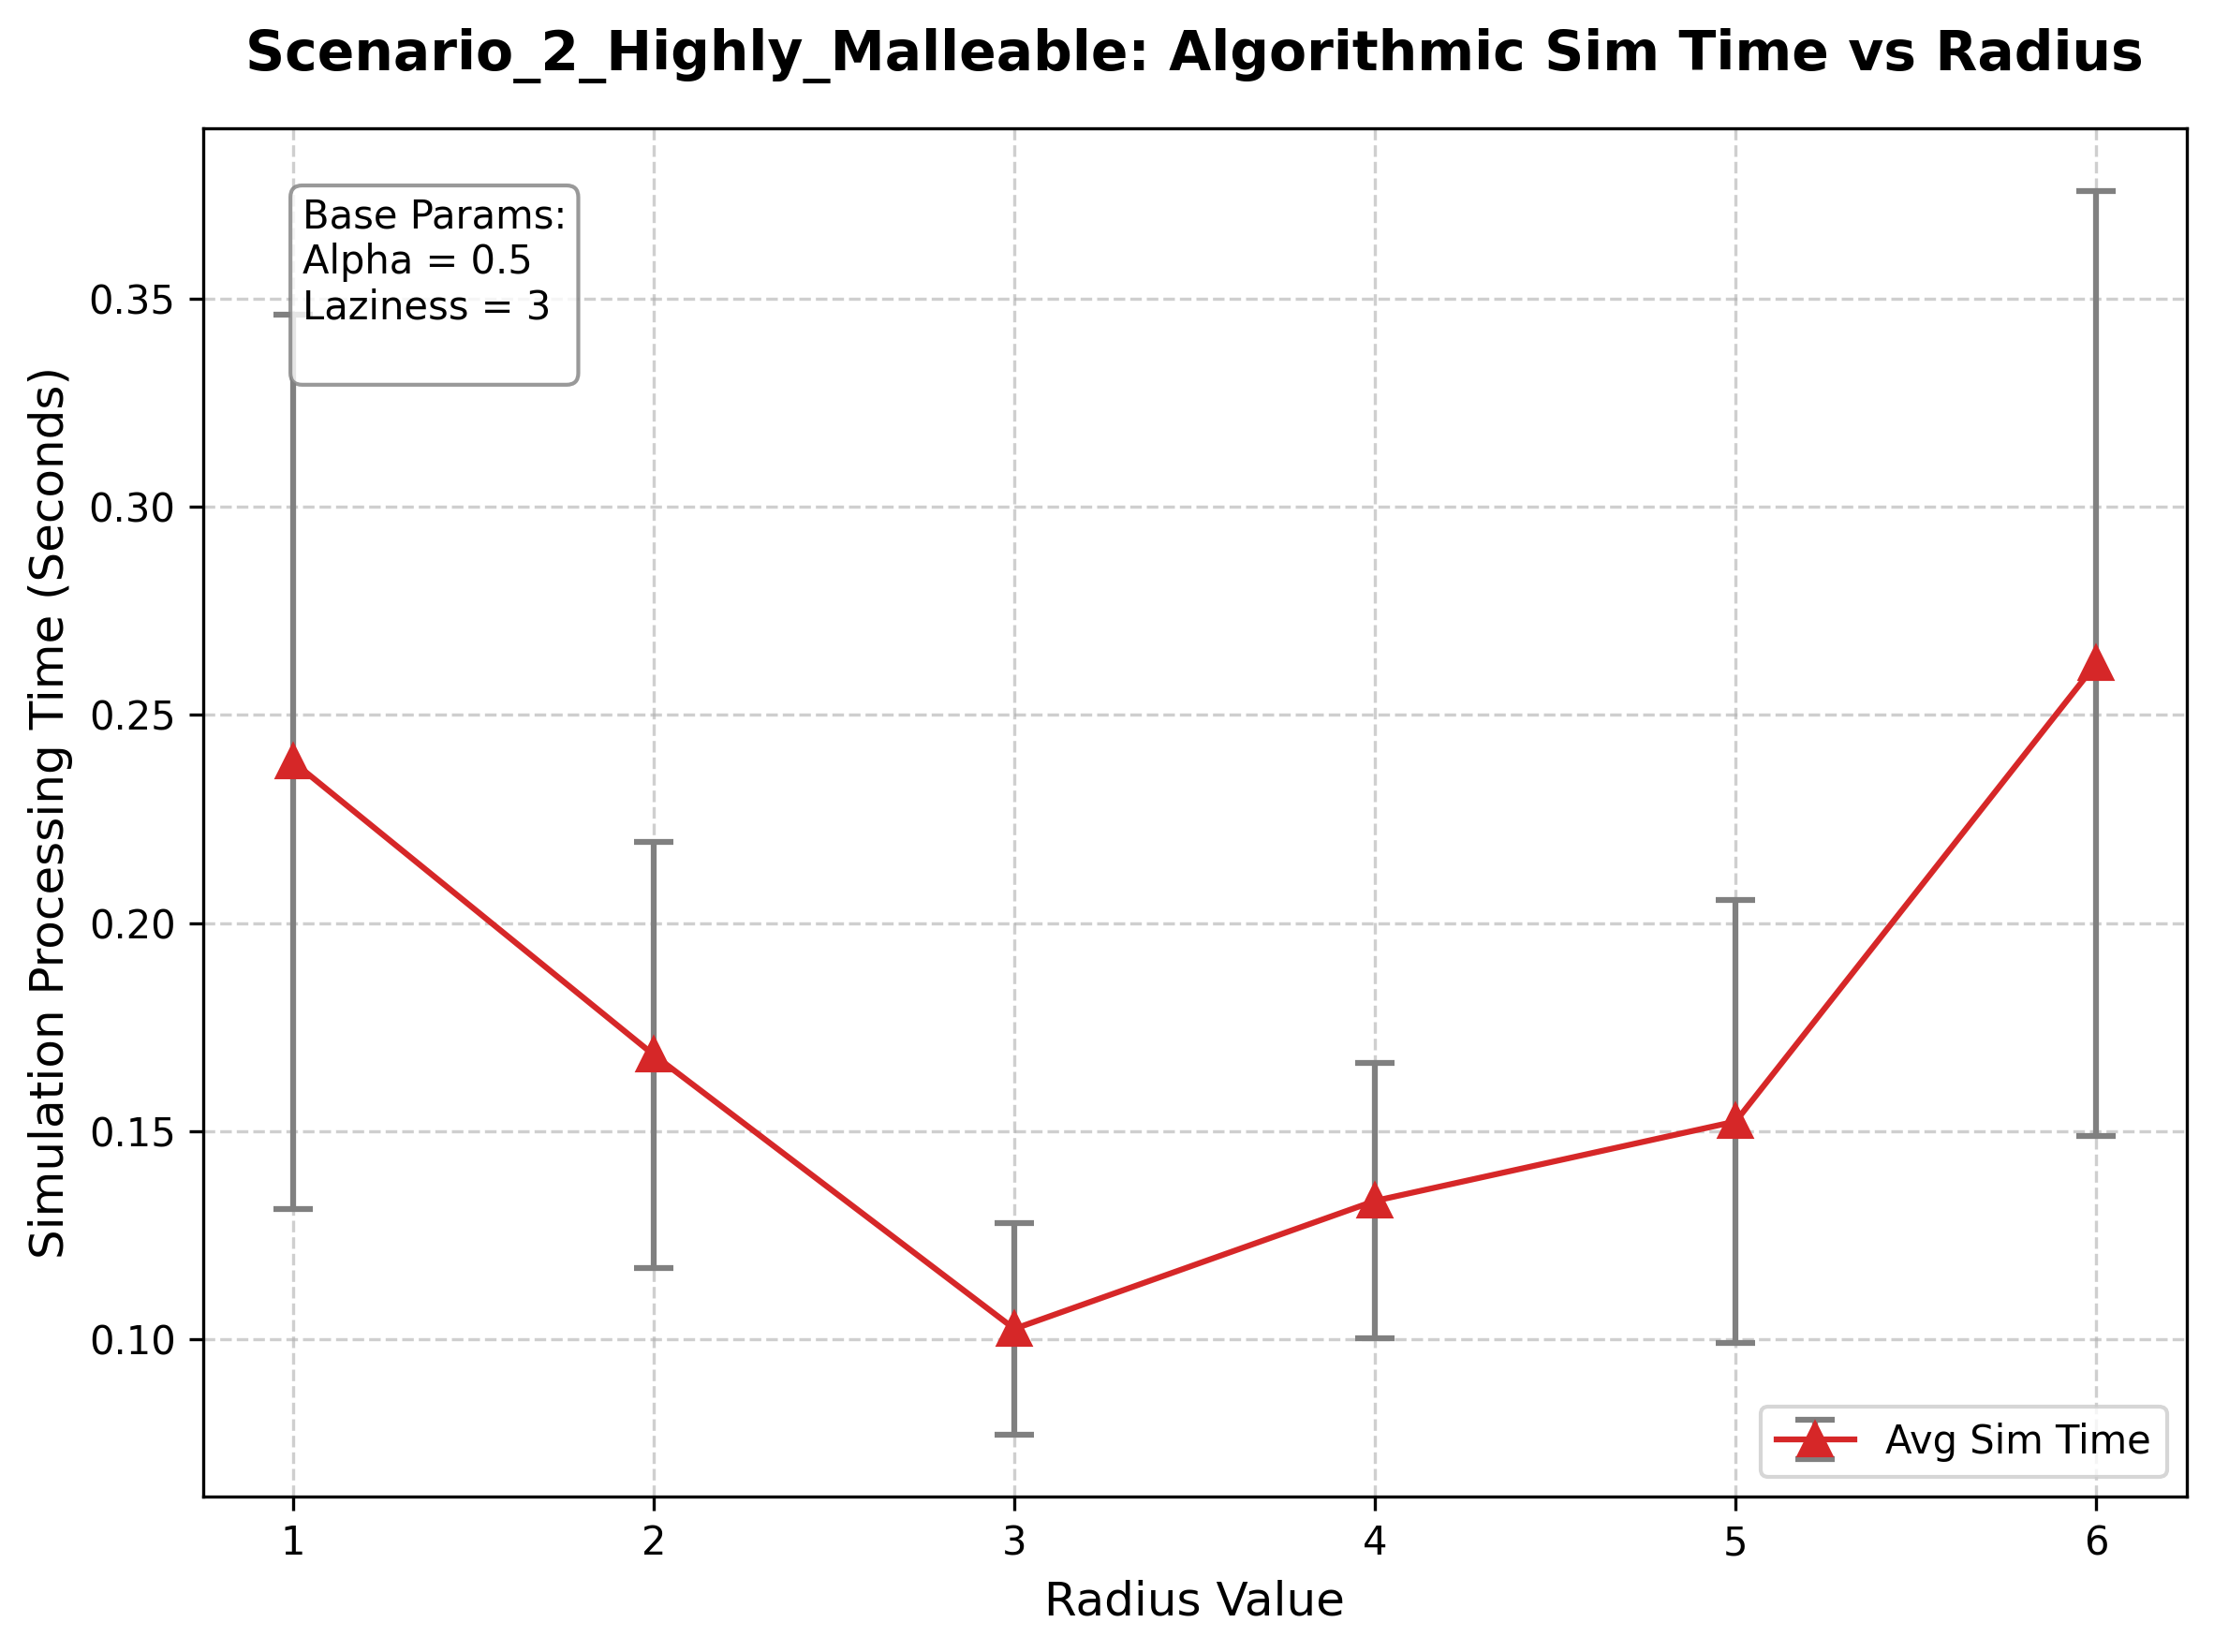 Scenario_2_Highly_Malleable: Algorithmic Sim Time vs Radius
Base Params:
Alpha = 0.5
Laziness = 3
Simulation Processing Time (Seconds)
0.35
0.30
0.25
0.20
0.15
0.10
Avg Sim Time
1 2 3 4 5 6
Radius Value